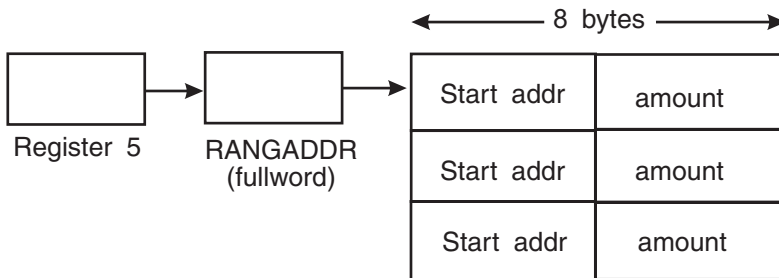 8 bytes
Start addr amount
Register 5
RANGADDR
(fullword)
Start addr amount
Start addr amount